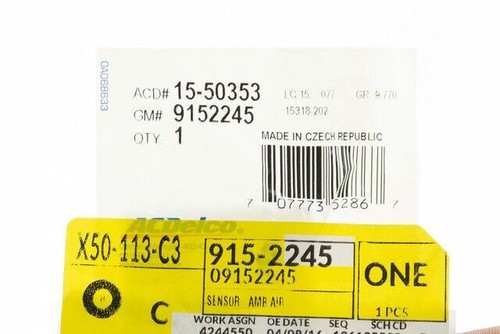 ACD# 15-50353 LC 15 077 GR 9.770
GM# 9152245 15318-202
QTY 1
MADE IN CZECH REPUBLIC
7 07773 5286 7
0AD68633
ACDelco
X50-113-C3 915-2245 ONE
09152245
C SENSOR AMB AIR 1 PCS
WORK ASGN OE DATE SEQ SCH C
4244550 04/08/16